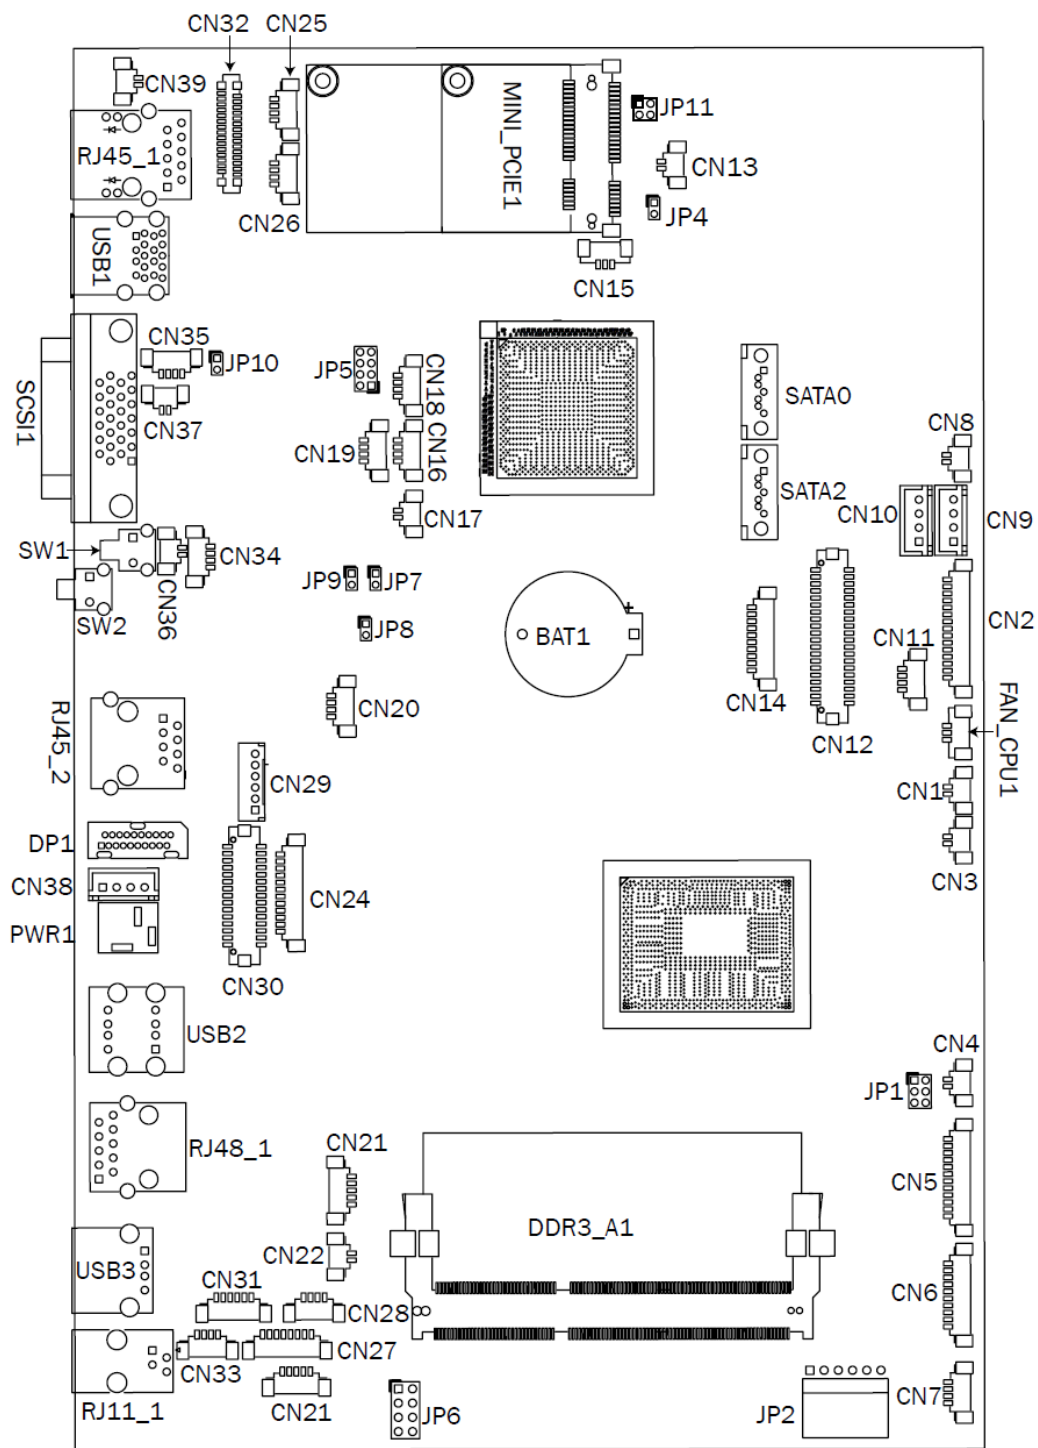 CN32 CN25
CN39
JP11
RJ45_1
MINI_PCIE1
CN13
CN26
JP4
USB1
CN15
CN35
JP10
JP5
CN18
SCSI1
SATA0
CN37
CN8
CN19
CN16
SATA2
CN10
CN9
CN17
SW1
CN34
CN36
JP9
JP7
SW2
JP8
BAT1
CN2
CN11
CN14
CN20
RJ45_2
CN12
FAN_CPU1
CN29
CN1
DP1
CN3
CN38
CN24
PWR1
CN30
USB2
CN4
JP1
RJ48_1
CN21
CN5
DDR3_A1
CN22
USB3
CN31
CN6
CN28
CN33
CN27
CN7
RJ11_1
CN21
JP6
JP2
+